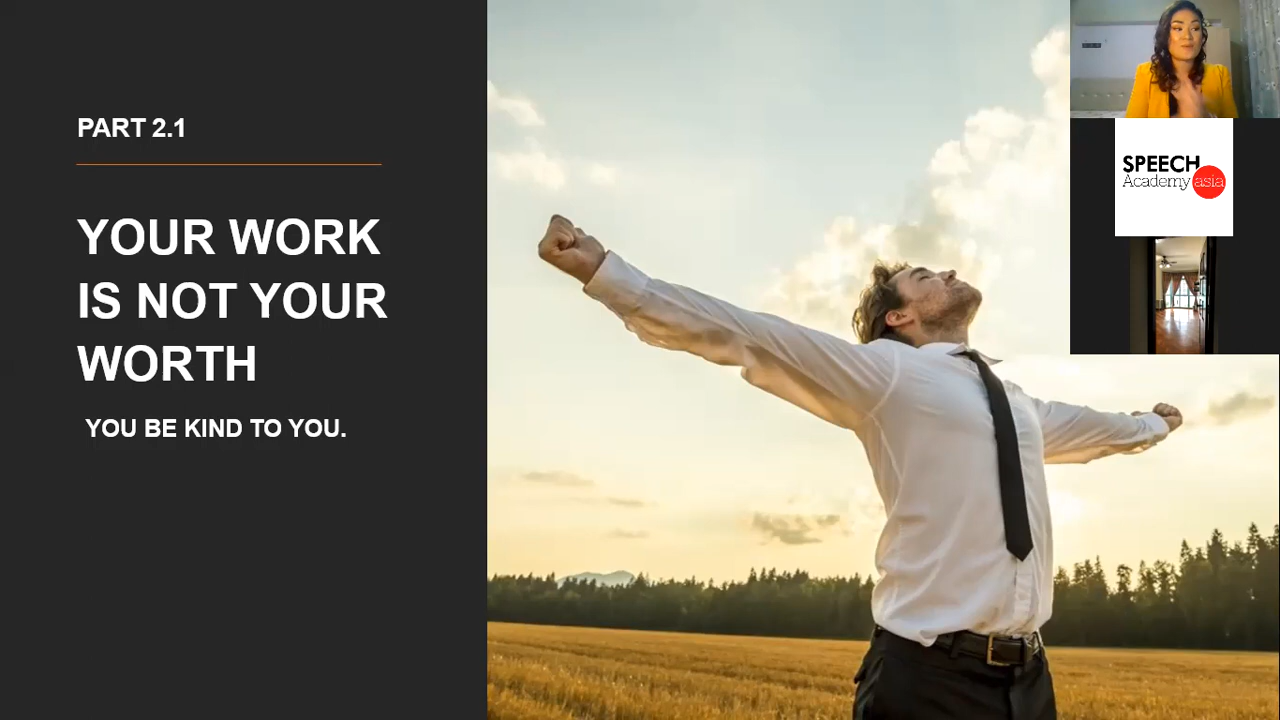 PART 2.1
YOUR WORK
IS NOT YOUR
WORTH
YOU BE KIND TO YOU.
SPEECH
Academy asia